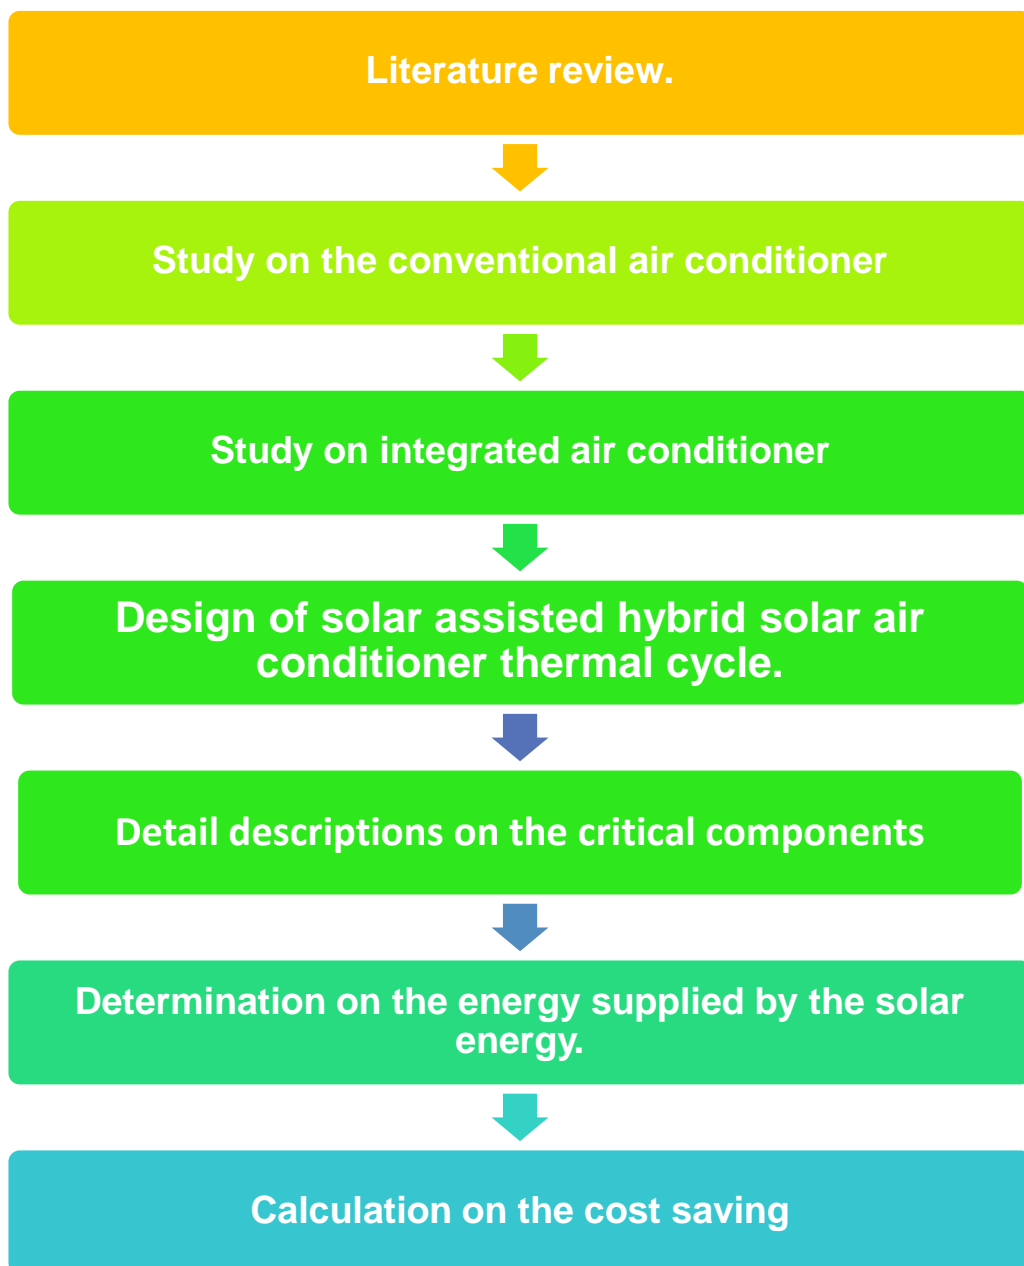 Literature review.
Study on the conventional air conditioner
Study on integrated air conditioner
Design of solar assisted hybrid solar air
conditioner thermal cycle.
Detail descriptions on the critical components
Determination on the energy supplied by the solar
energy.
Calculation on the cost saving